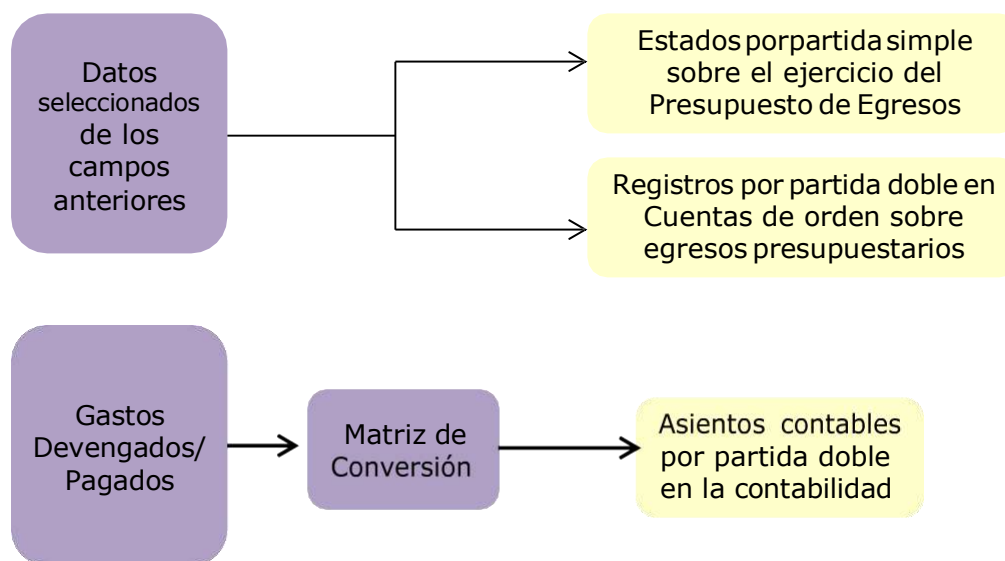 Datos
seleccionados
de los
campos
anteriores
Estados por partida simple
sobre el ejercicio del
Presupuesto de Egresos
Registros por partida doble en
Cuentas de orden sobre
egresos presupuestarios
Gastos
Devengados/
Pagados
Matriz de
Conversión
Asientos contables
por partida doble
en la contabilidad